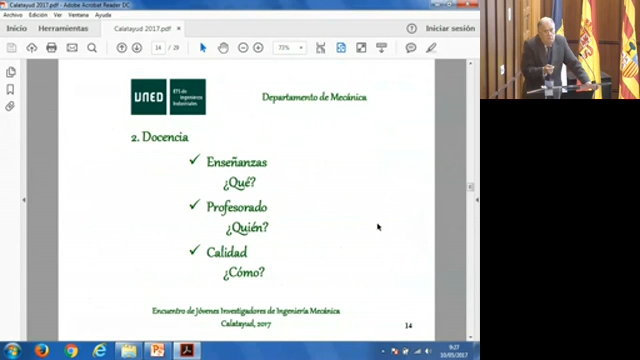 Calatayud 2017.pdf - Adobe Acrobat Reader DC
Archivo Edición Ver Ventana Ayuda
Inicio Herramientas Calatayud 2017.pdf × Iniciar sesión
14 / 29 73%
UNED ETS de Ingenieros Industriales
Departamento de Mecánica
2. Docencia
✓ Enseñanzas
¿Qué?
✓ Profesorado
¿Quién?
✓ Calidad
¿Cómo?
Encuentro de Jóvenes Investigadores de Ingeniería Mecánica
Calatayud, 2017
14
9:27
10/05/2017